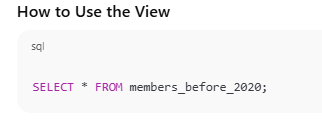 How to Use the View
sql
SELECT * FROM members_before_2020;